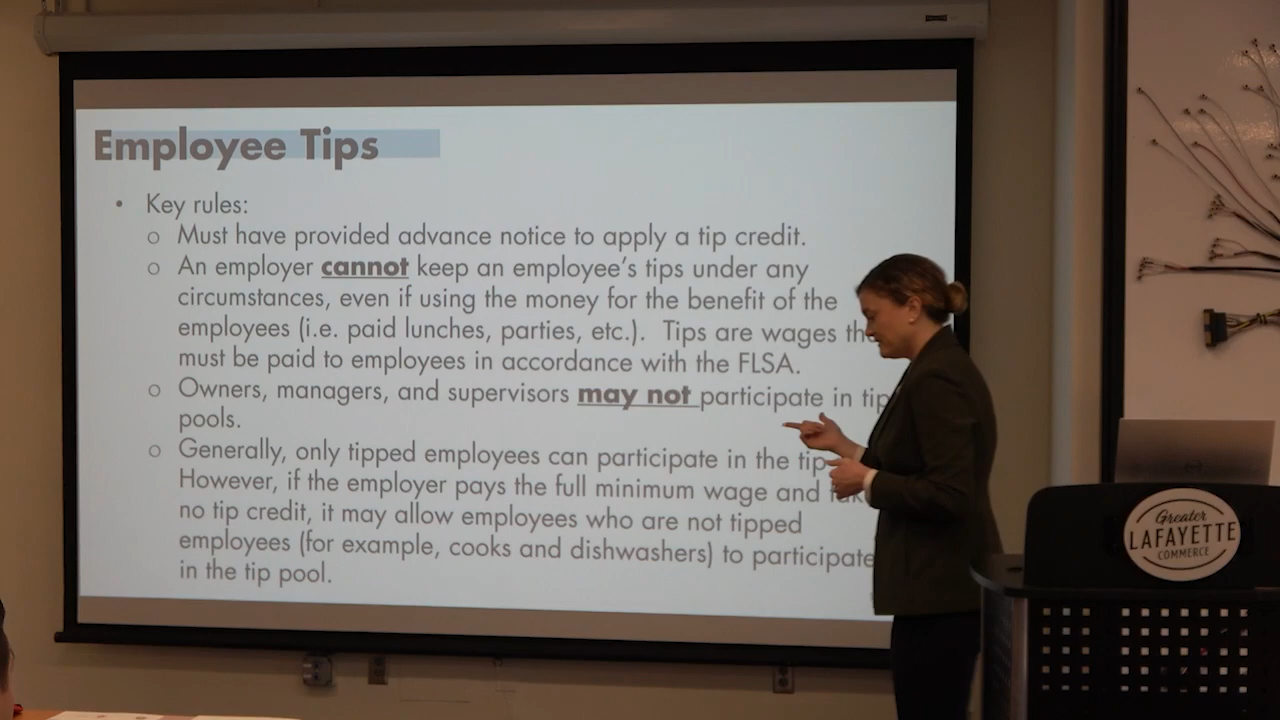 Employee Tips
• Key rules:
o Must have provided advance notice to apply a tip credit.
o An employer cannot keep an employee's tips under any
circumstances, even if using the money for the benefit of the
employees (i.e. paid lunches, parties, etc.). Tips are wages
must be paid to employees in accordance with the FLSA.
o Owners, managers, and supervisors may not participate in tip
pools.
o Generally, only tipped employees can participate in the tip
However, if the employer pays the full minimum wage and
no tip credit, it may allow employees who are not tipped
employees (for example, cooks and dishwashers) to participate
in the tip pool.
Greater
LAFAYETTE
COMMERCE